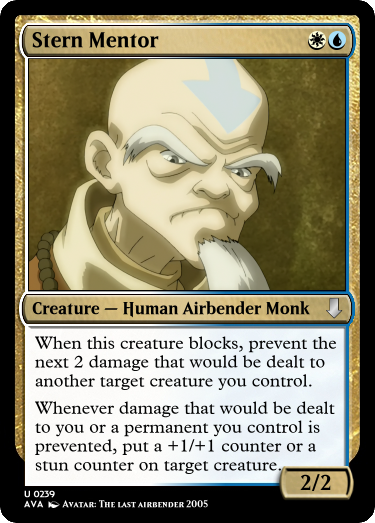 Stern Mentor
Creature — Human Airbender Monk
When this creature blocks, prevent the
next 2 damage that would be dealt to
another target creature you control.
Whenever damage that would be dealt
to you or a permanent you control is
prevented, put a +1/+1 counter or a
stun counter on target creature.
2/2
U 0239
AVA Avatar: The last airbender 2005